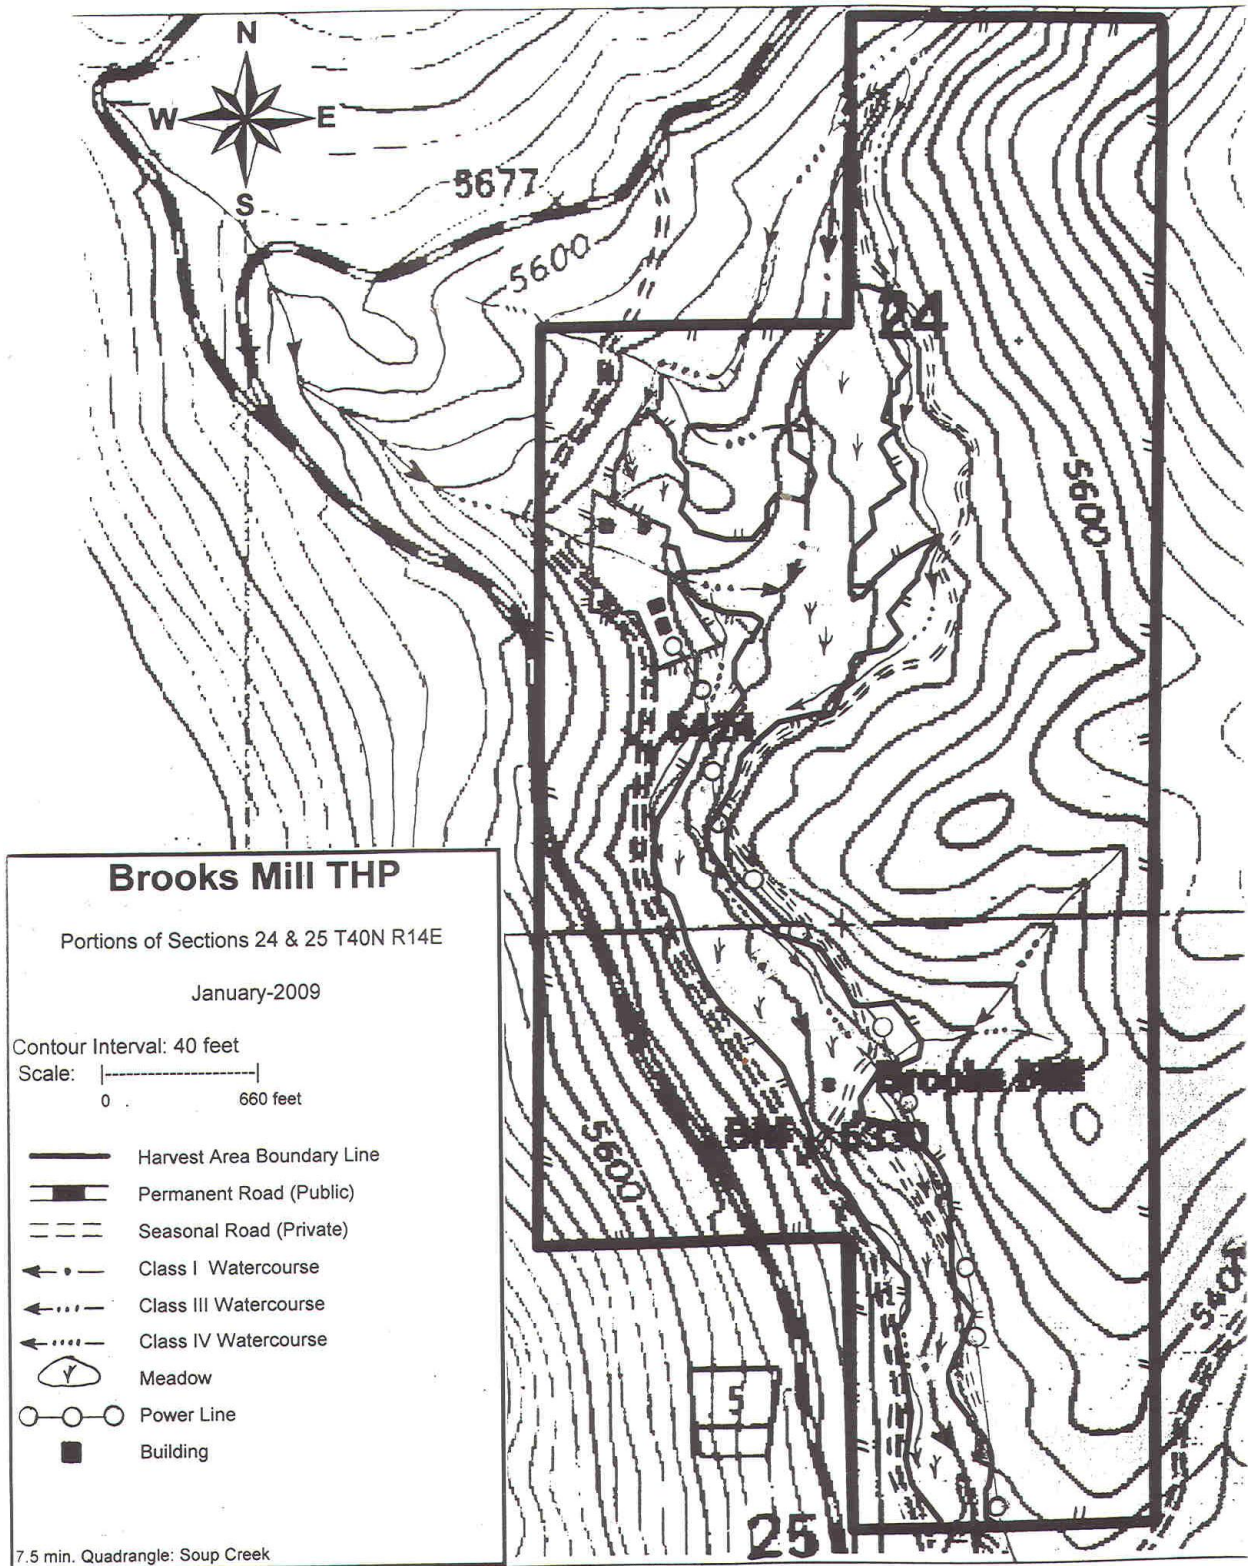 N
W E
S
5677
5600
24
5600
5600
S
25
Brooks Mill THP
Portions of Sections 24 & 25 T40N R14E
January-2009
Contour Interval: 40 feet
Scale:
0 660 feet
Harvest Area Boundary Line
Permanent Road (Public)
Seasonal Road (Private)
Class I Watercourse
Class III Watercourse
Class IV Watercourse
Meadow
Power Line
Building
7.5 min. Quadrangle: Soup Creek